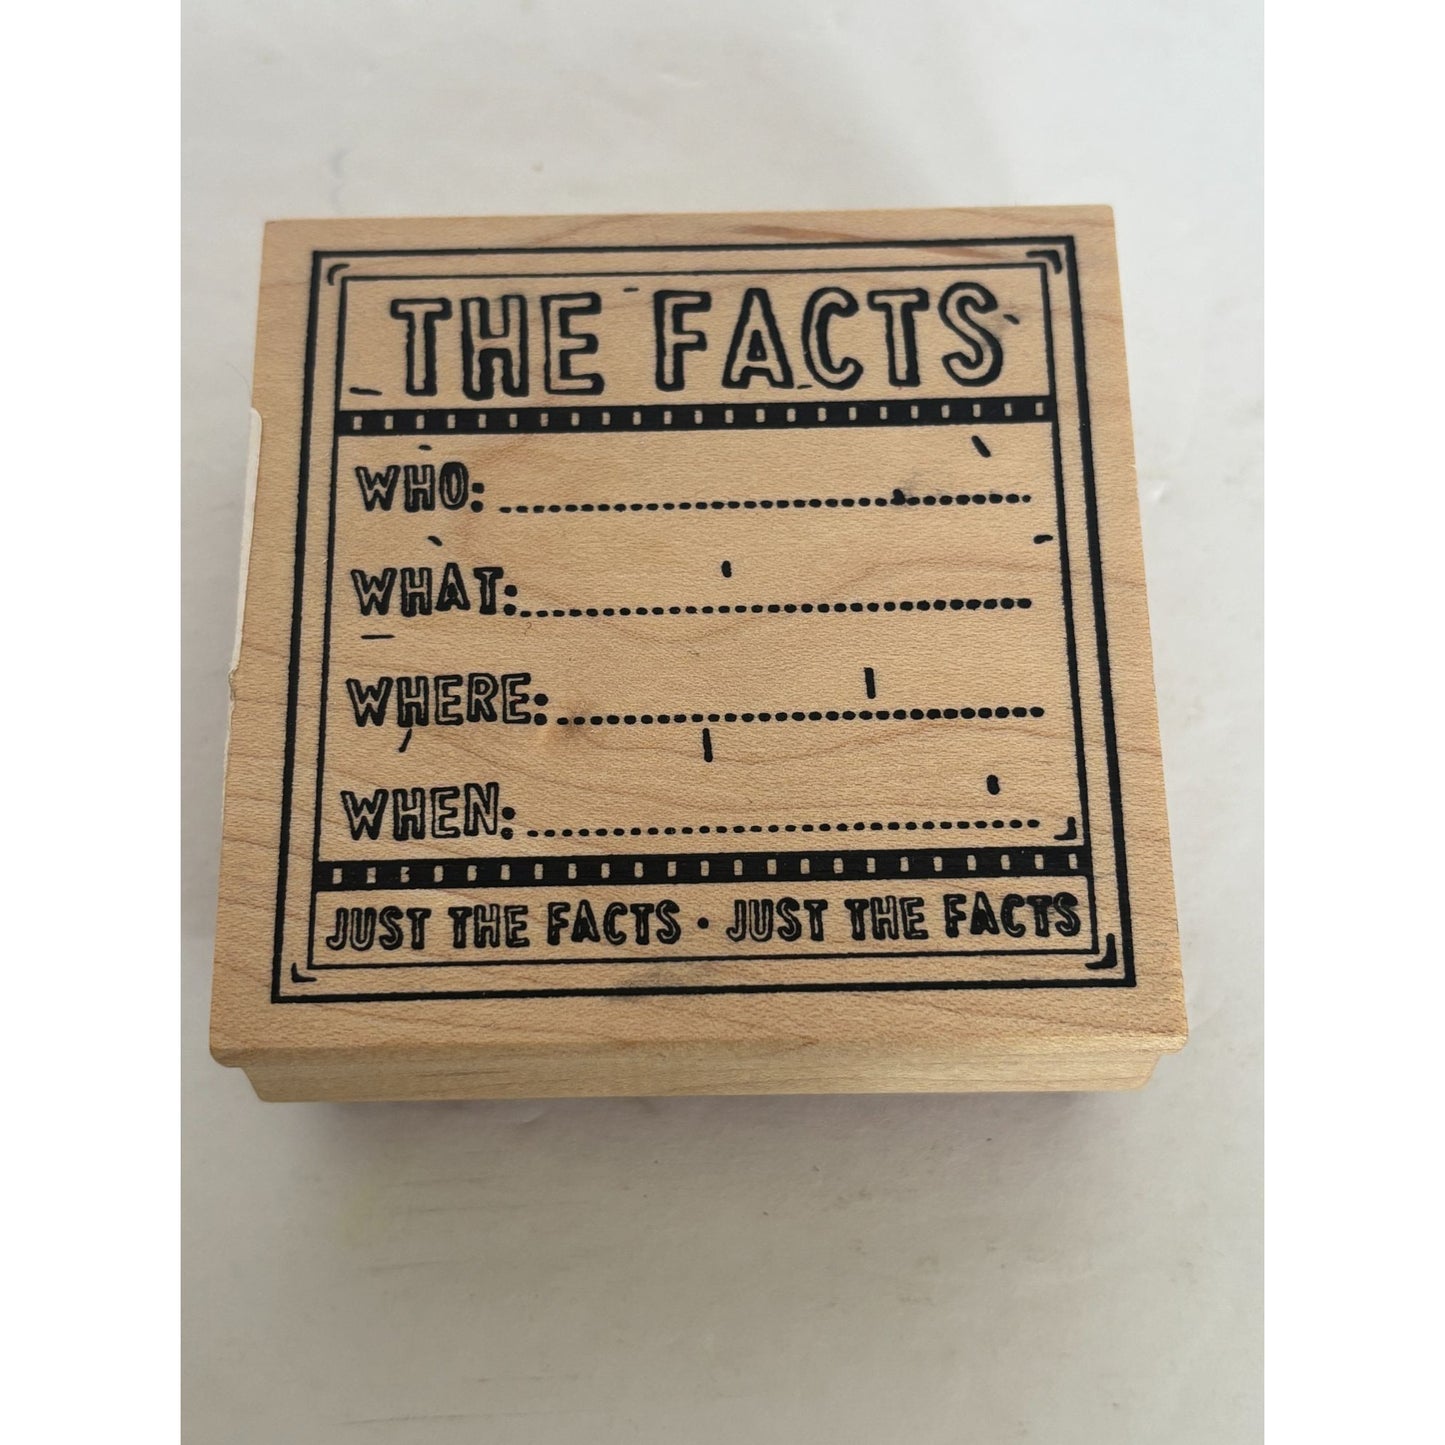 THE FACTS
WHO:
WHAT:
WHERE:
WHEN:
JUST THE FACTS · JUST THE FACTS